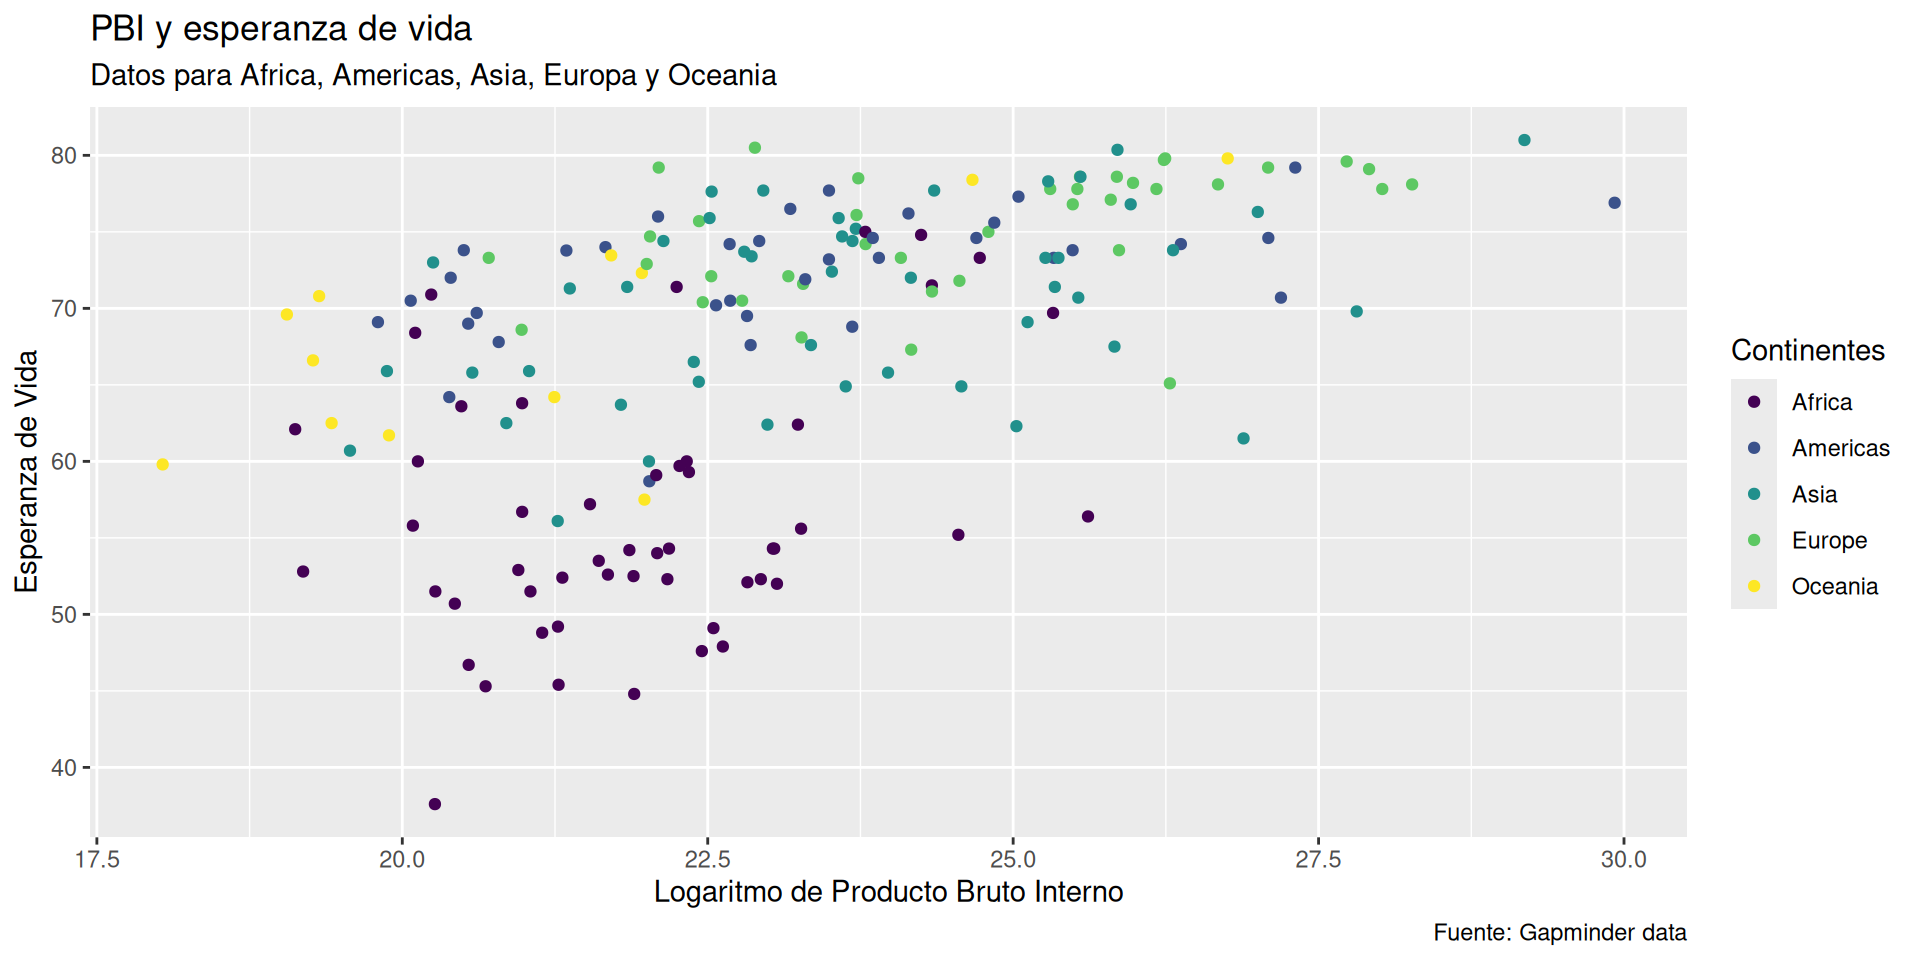 PBI y esperanza de vida
Datos para Africa, Americas, Asia, Europa y Oceania
Esperanza de Vida
80
70
60
50
40
17.5 20.0 22.5 25.0 27.5 30.0
Logaritmo de Producto Bruto Interno
Continentes
Africa
Americas
Asia
Europe
Oceania
Fuente: Gapminder data